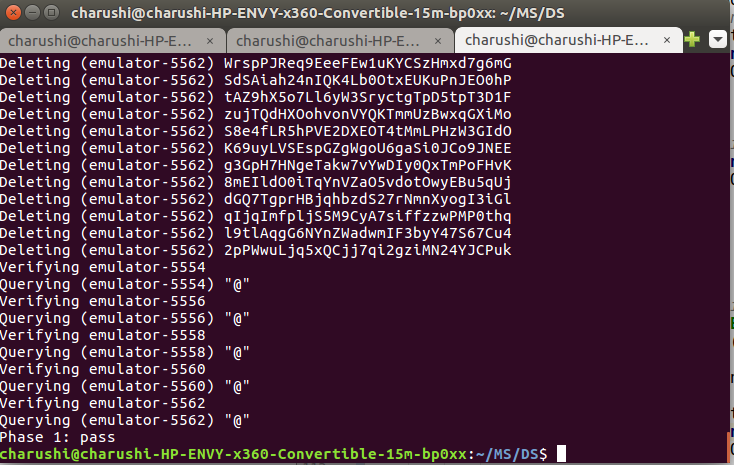 charushi@charushi-HP-ENVY-x360-Convertible-15m-bp0xx: ~/MS/DS
charushi@charushi-HP-E… × charushi@charushi-HP-E… × charushi@charushi-HP-E… ×
Deleting (emulator-5562) WrspPJReq9EeeFEw1uKYCSzHmxd7g6mG
Deleting (emulator-5562) SdSAiah24nIQK4Lb0OtxEUKuPnJEO0hP
Deleting (emulator-5562) tAZ9hX5o7Ll6yW3SryctgTpD5tpT3D1F
Deleting (emulator-5562) zujTQdHXOohvonVYQKTmmUzBwxqGXiMo
Deleting (emulator-5562) S8e4fLR5hPVE2DXEOT4tMmLPHzW3GIdO
Deleting (emulator-5562) K69uyLVSEspGZgWgoU6gaSi0JCo9JNEE
Deleting (emulator-5562) g3GpH7HNgeTakw7vYwDIy0QxTmPoFHvK
Deleting (emulator-5562) 8mEIldO0iTqYnVZaO5vdotOwyEBu5qUj
Deleting (emulator-5562) dGQ7TgprHBjqhbzdS27rNmnXyogI3iGl
Deleting (emulator-5562) qIjqImfpljS5M9CyA7siffzzwPMP0thq
Deleting (emulator-5562) l9tlAqgG6NYnZWadwmIF3byY47S67Cu4
Deleting (emulator-5562) 2pPWwuLjq5xQCjj7qi2gziMN24YJCPuk
Verifying emulator-5554
Querying (emulator-5554) "@"
Verifying emulator-5556
Querying (emulator-5556) "@"
Verifying emulator-5558
Querying (emulator-5558) "@"
Verifying emulator-5560
Querying (emulator-5560) "@"
Verifying emulator-5562
Querying (emulator-5562) "@"
Phase 1: pass
charushi@charushi-HP-ENVY-x360-Convertible-15m-bp0xx:~/MS/DS$